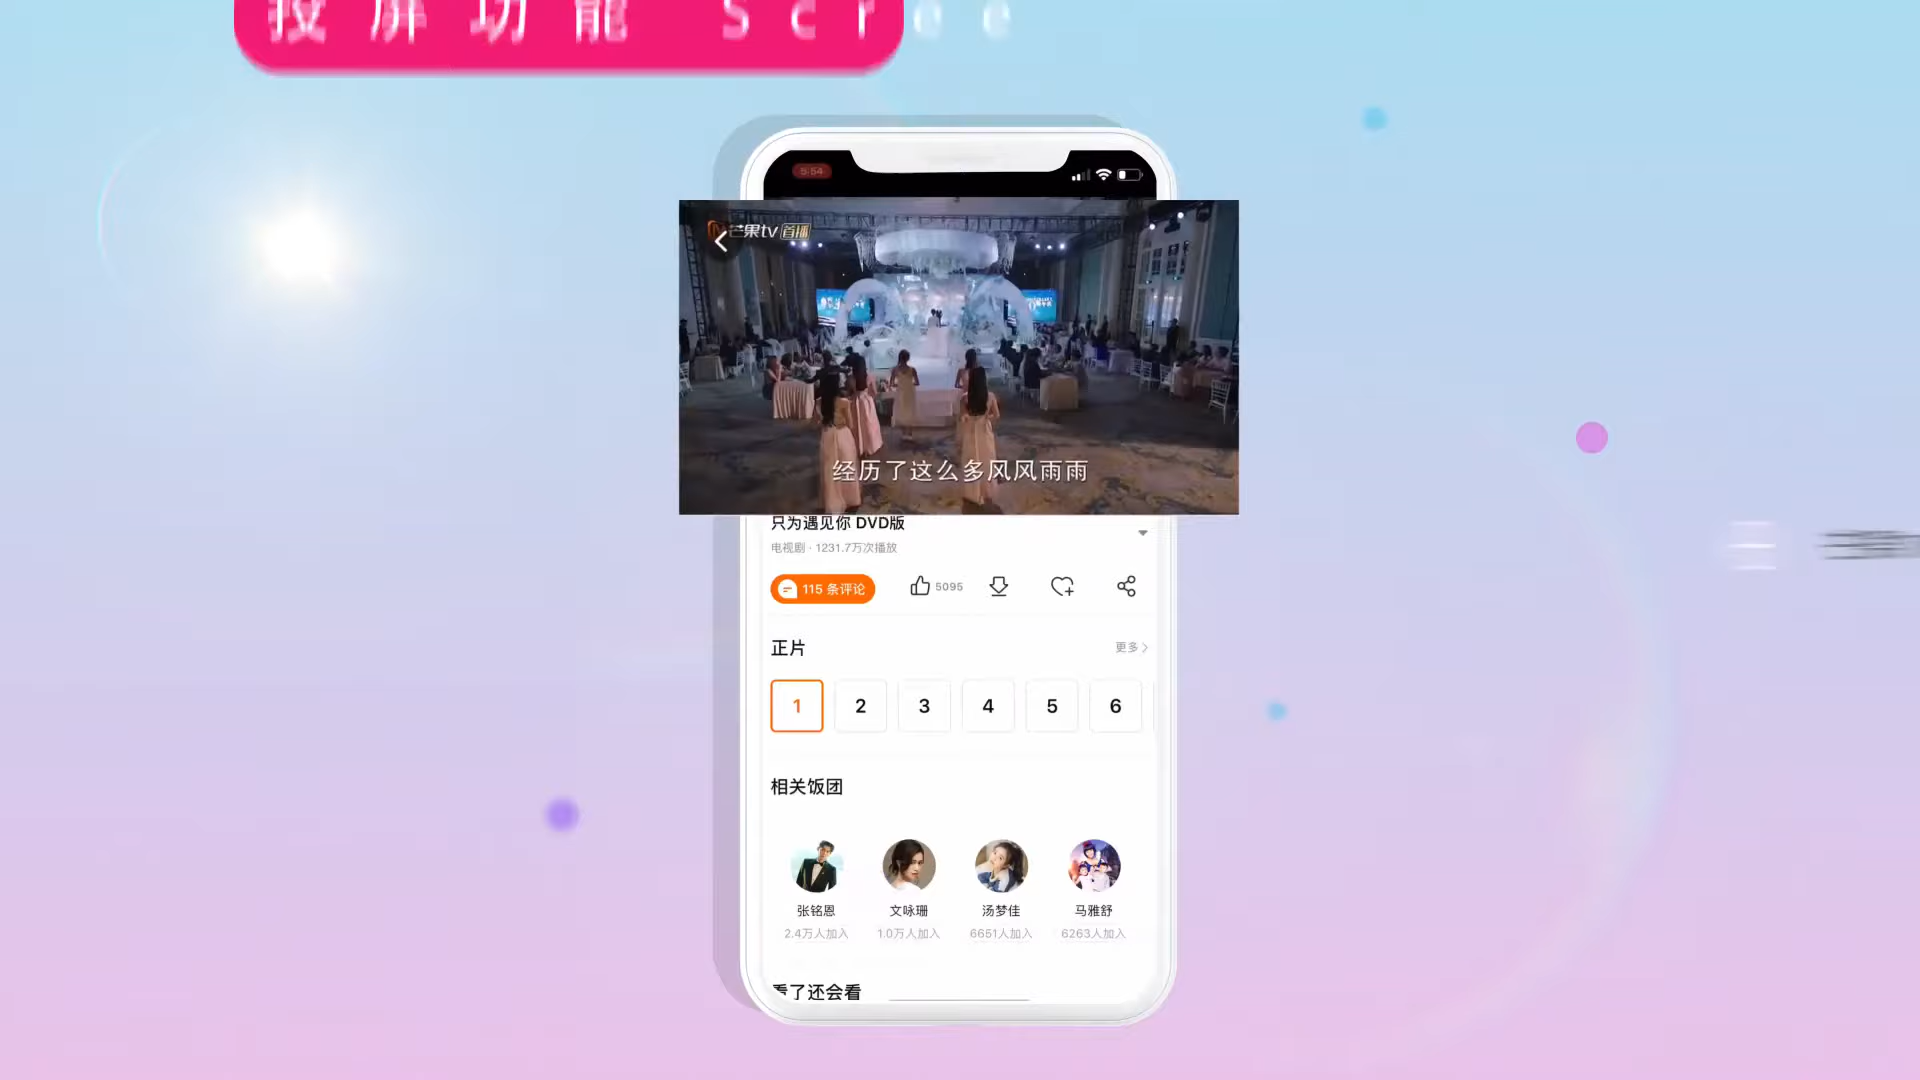 投屏功能 Scree
5:54
芒果tv 首播
经历了这么多风风雨雨
只为遇见你 DVD版
电视剧 · 1231.7万次播放
115 条评论
5095
正片
更多
1 2 3 4 5 6
相关饭团
张铭恩 文咏珊 汤梦佳 马雅舒
2.4万人加入 1.0万人加入 6651人加入 6263人加入
看了还会看